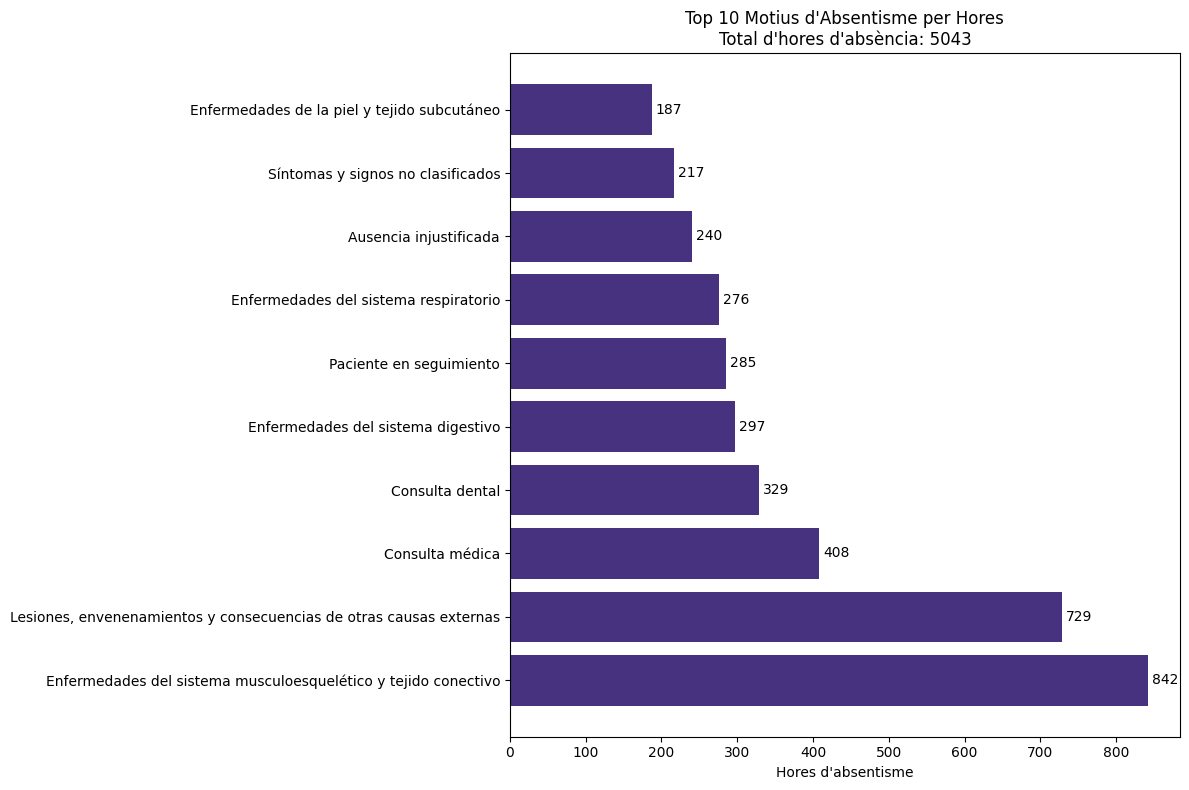 Top 10 Motius d'Absentisme per Hores
Total d'hores d'absència: 5043
Enfermedades de la piel y tejido subcutáneo
187
Síntomas y signos no clasificados
217
Ausencia injustificada
240
Enfermedades del sistema respiratorio
276
Paciente en seguimiento
285
Enfermedades del sistema digestivo
297
Consulta dental
329
Consulta médica
408
Lesiones, envenenamientos y consecuencias de otras causas externas
729
Enfermedades del sistema musculoesquelético y tejido conectivo
842
0 100 200 300 400 500 600 700 800
Hores d'absentisme